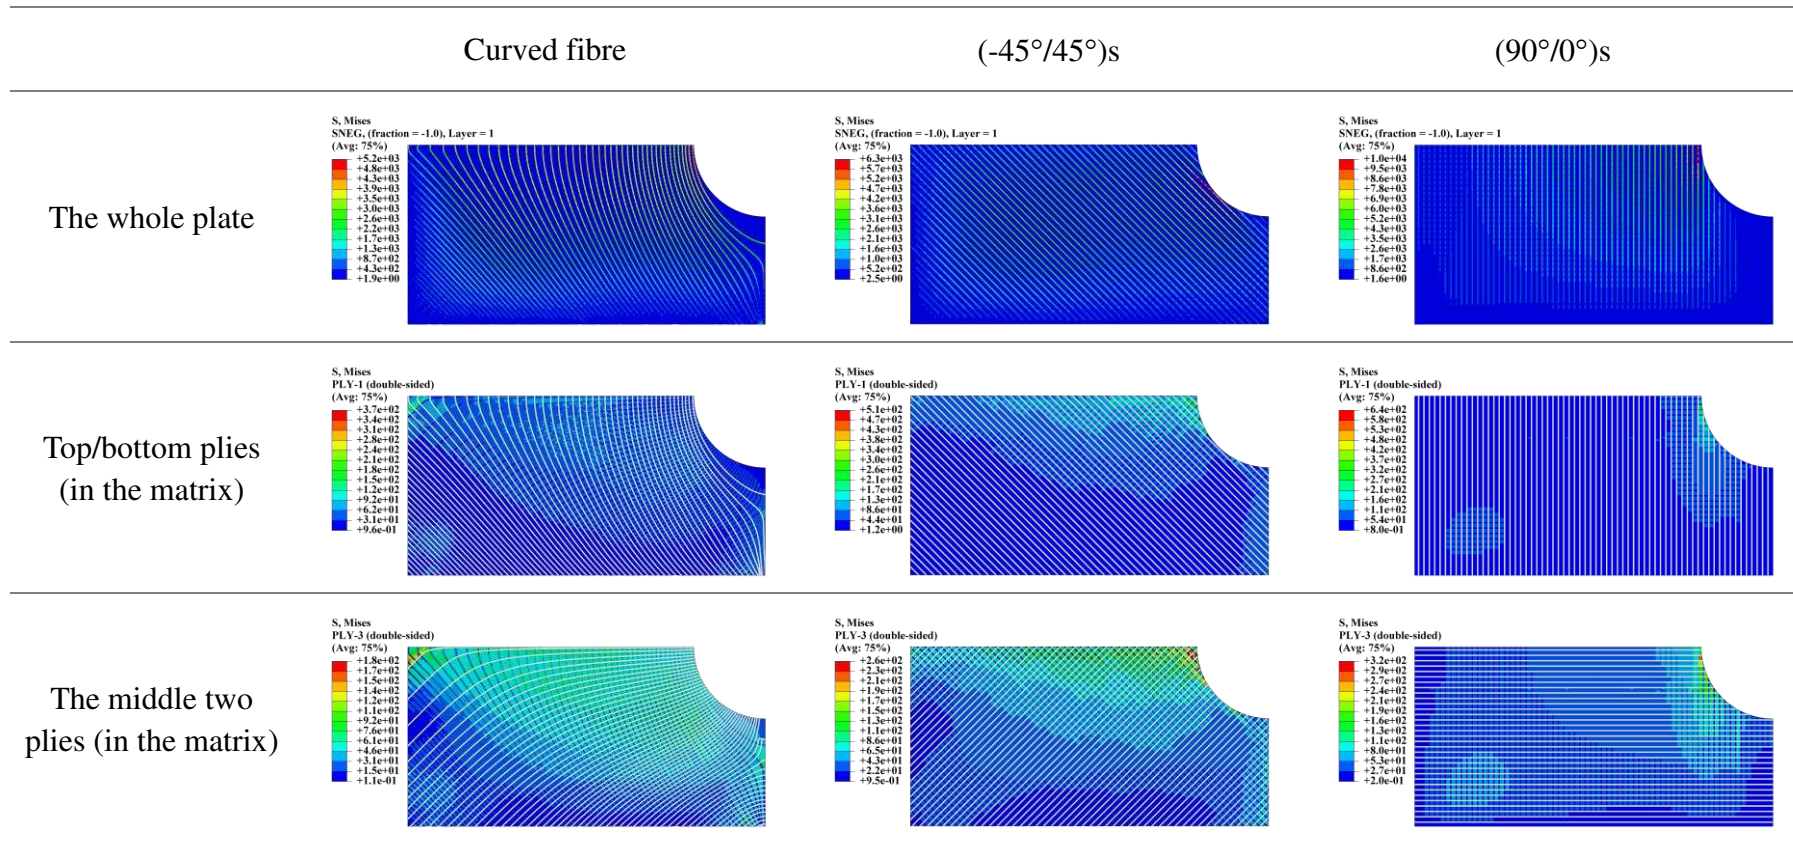 Curved fibre
(-45°/45°)s
(90°/0°)s
The whole plate
S, Mises
SNEG, (fraction = -1.0), Layer = 1
(Avg: 75%)
+5.2e+03
+4.8e+03
+4.3e+03
+3.9e+03
+3.5e+03
+3.0e+03
+2.6e+03
+2.2e+03
+1.7e+03
+1.3e+03
+8.7e+02
+4.3e+02
+1.9e+00
S, Mises
SNEG, (fraction = -1.0), Layer = 1
(Avg: 75%)
+6.3e+03
+5.7e+03
+5.2e+03
+4.7e+03
+4.2e+03
+3.6e+03
+3.1e+03
+2.6e+03
+2.1e+03
+1.6e+03
+1.0e+03
+5.2e+02
+2.5e+00
S, Mises
SNEG, (fraction = -1.0), Layer = 1
(Avg: 75%)
+1.0e+04
+9.5e+03
+8.6e+03
+7.8e+03
+6.9e+03
+6.0e+03
+5.2e+03
+4.3e+03
+3.5e+03
+2.6e+03
+1.7e+03
+8.6e+02
+1.6e+00
Top/bottom plies
(in the matrix)
S, Mises
PLY-1 (double-sided)
(Avg: 75%)
+3.7e+02
+3.4e+02
+3.1e+02
+2.8e+02
+2.4e+02
+2.1e+02
+1.8e+02
+1.5e+02
+1.2e+02
+9.2e+01
+6.2e+01
+3.1e+01
+9.6e-01
S, Mises
PLY-1 (double-sided)
(Avg: 75%)
+5.1e+02
+4.7e+02
+4.3e+02
+3.8e+02
+3.4e+02
+3.0e+02
+2.6e+02
+2.1e+02
+1.7e+02
+1.3e+02
+8.6e+01
+4.4e+01
+1.2e+00
S, Mises
PLY-1 (double-sided)
(Avg: 75%)
+6.4e+02
+5.8e+02
+5.3e+02
+4.8e+02
+4.2e+02
+3.7e+02
+3.2e+02
+2.7e+02
+2.1e+02
+1.6e+02
+1.1e+02
+5.4e+01
+8.0e-01
The middle two
plies (in the matrix)
S, Mises
PLY-3 (double-sided)
(Avg: 75%)
+1.8e+02
+1.7e+02
+1.5e+02
+1.4e+02
+1.2e+02
+1.1e+02
+9.2e+01
+7.6e+01
+6.1e+01
+4.6e+01
+3.1e+01
+1.5e+01
+1.1e-01
S, Mises
PLY-3 (double-sided)
(Avg: 75%)
+2.6e+02
+2.3e+02
+2.1e+02
+1.9e+02
+1.7e+02
+1.5e+02
+1.3e+02
+1.1e+02
+8.6e+01
+6.5e+01
+4.3e+01
+2.2e+01
+9.5e-01
S, Mises
PLY-3 (double-sided)
(Avg: 75%)
+3.2e+02
+2.9e+02
+2.7e+02
+2.4e+02
+2.1e+02
+1.9e+02
+1.6e+02
+1.3e+02
+1.1e+02
+8.0e+01
+5.3e+01
+2.7e+01
+2.0e-01